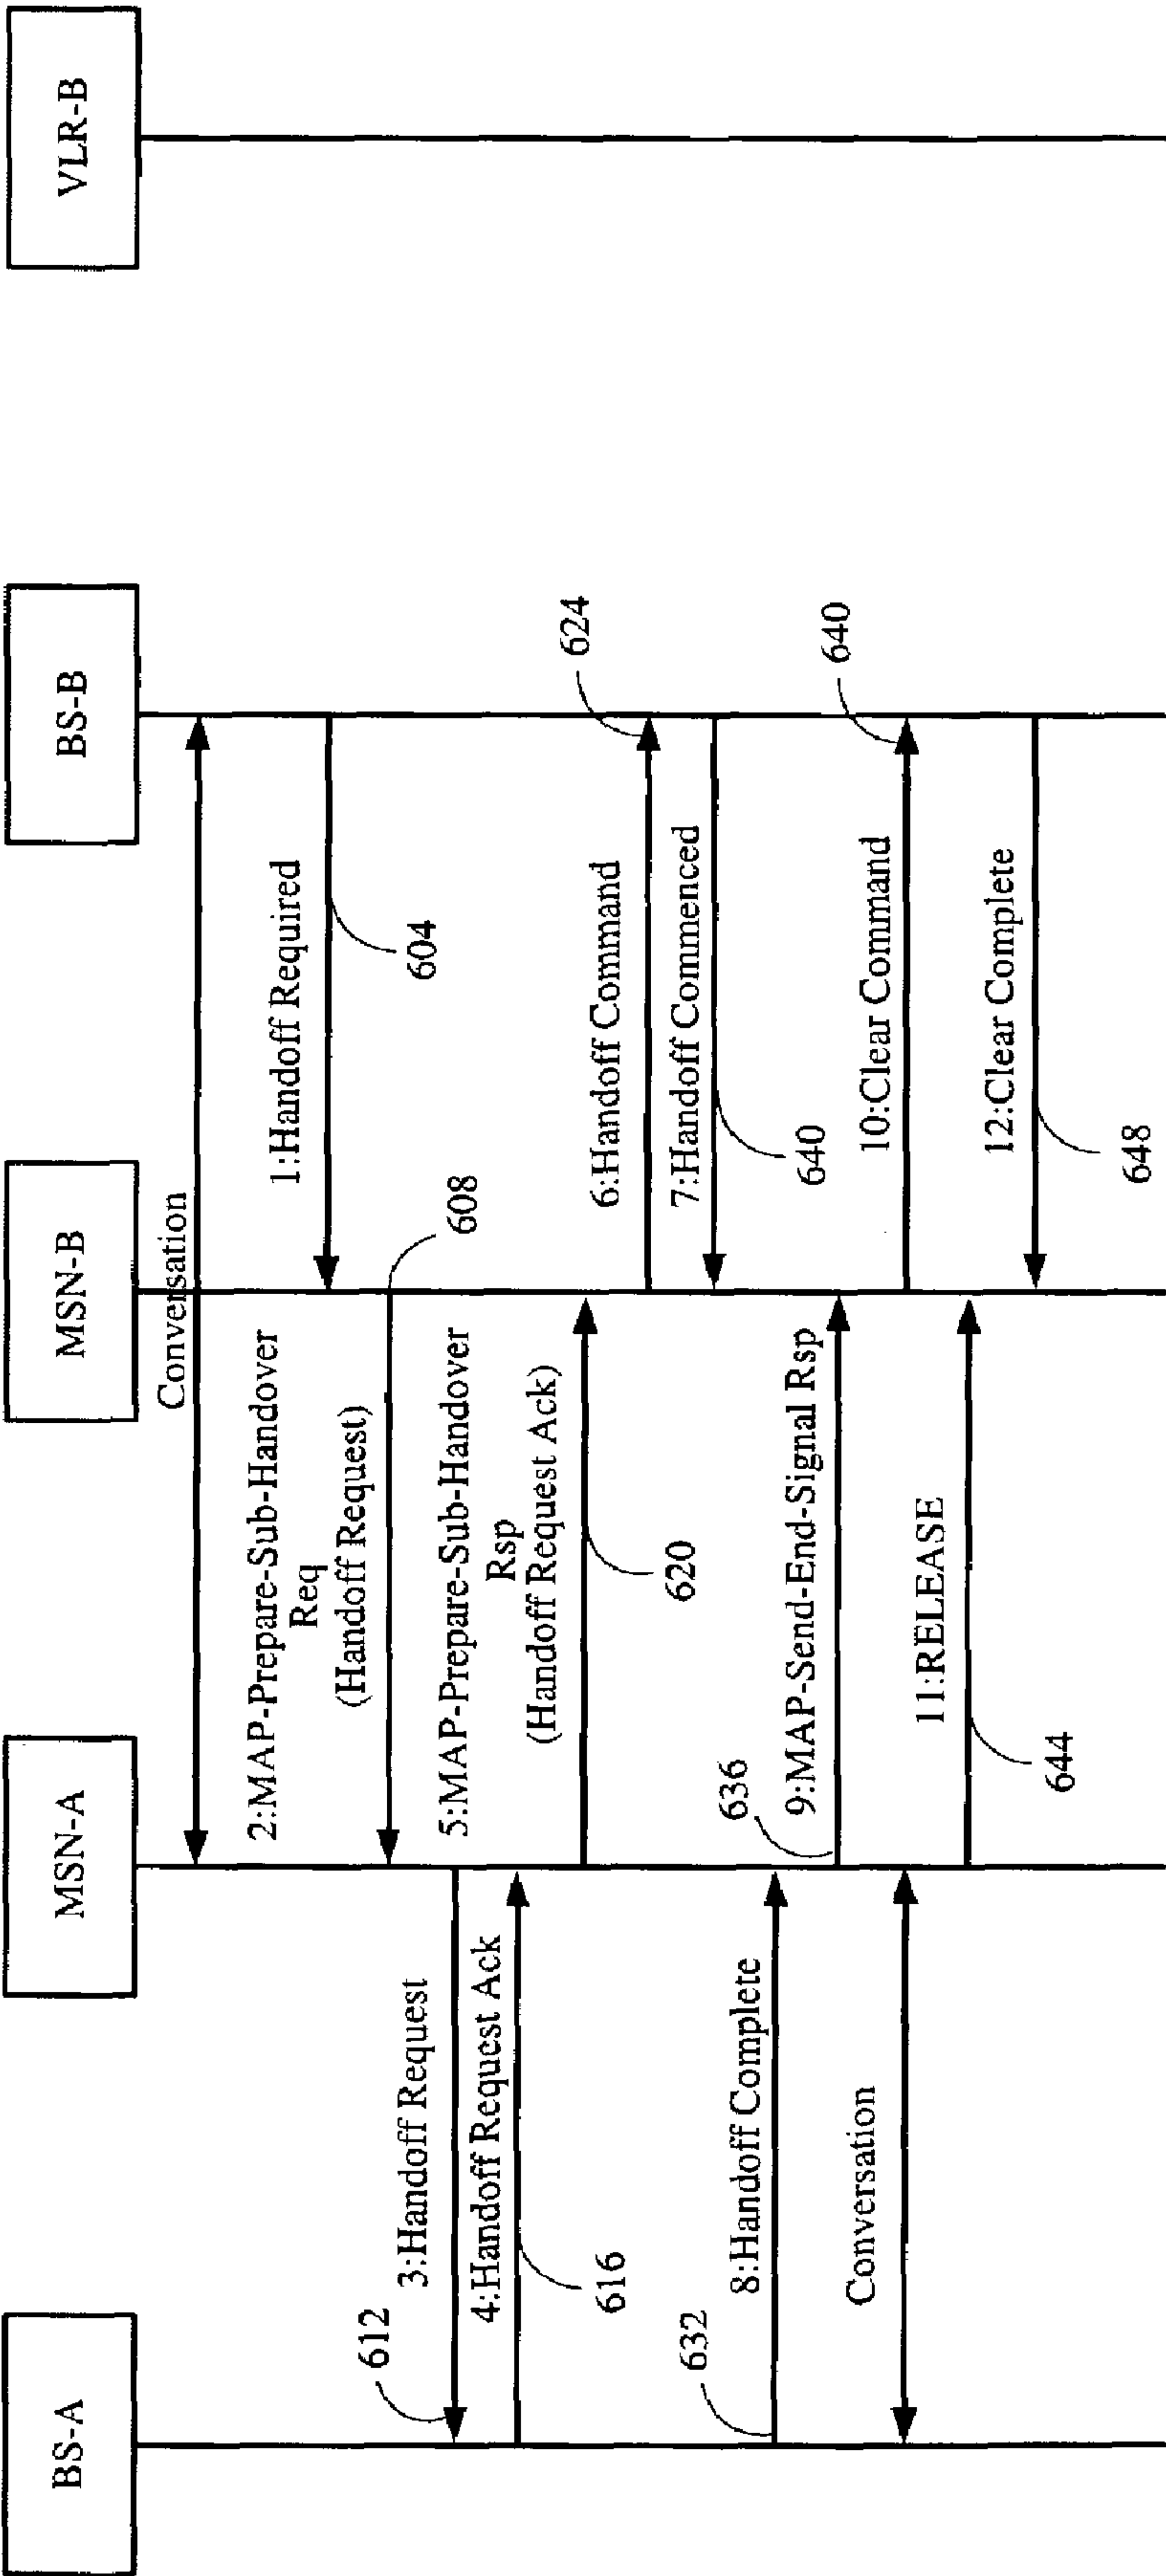 BS-A
MSN-A
MSN-B
BS-B
VLR-B
Conversation
1:Handoff Required
604
2:MAP-Prepare-Sub-Handover
Req
(Handoff Request)
608
612
3:Handoff Request
4:Handoff Request Ack
616
5:MAP-Prepare-Sub-Handover
Rsp
(Handoff Request Ack)
620
624
6:Handoff Command
7:Handoff Commenced
640
632
8:Handoff Complete
636
9:MAP-Send-End-Signal Rsp
640
10:Clear Command
Conversation
11:RELEASE
644
12:Clear Complete
648